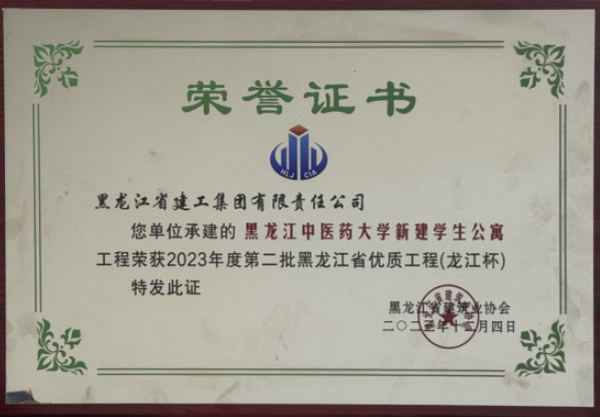 荣誉证书
HLJ CIA
黑龙江省建工集团有限责任公司
您单位承建的 黑龙江中医药大学新建学生公寓
工程荣获2023年度第二批黑龙江省优质工程(龙江杯)
特发此证
黑龙江省建筑业协会
二〇二三年十二月四日